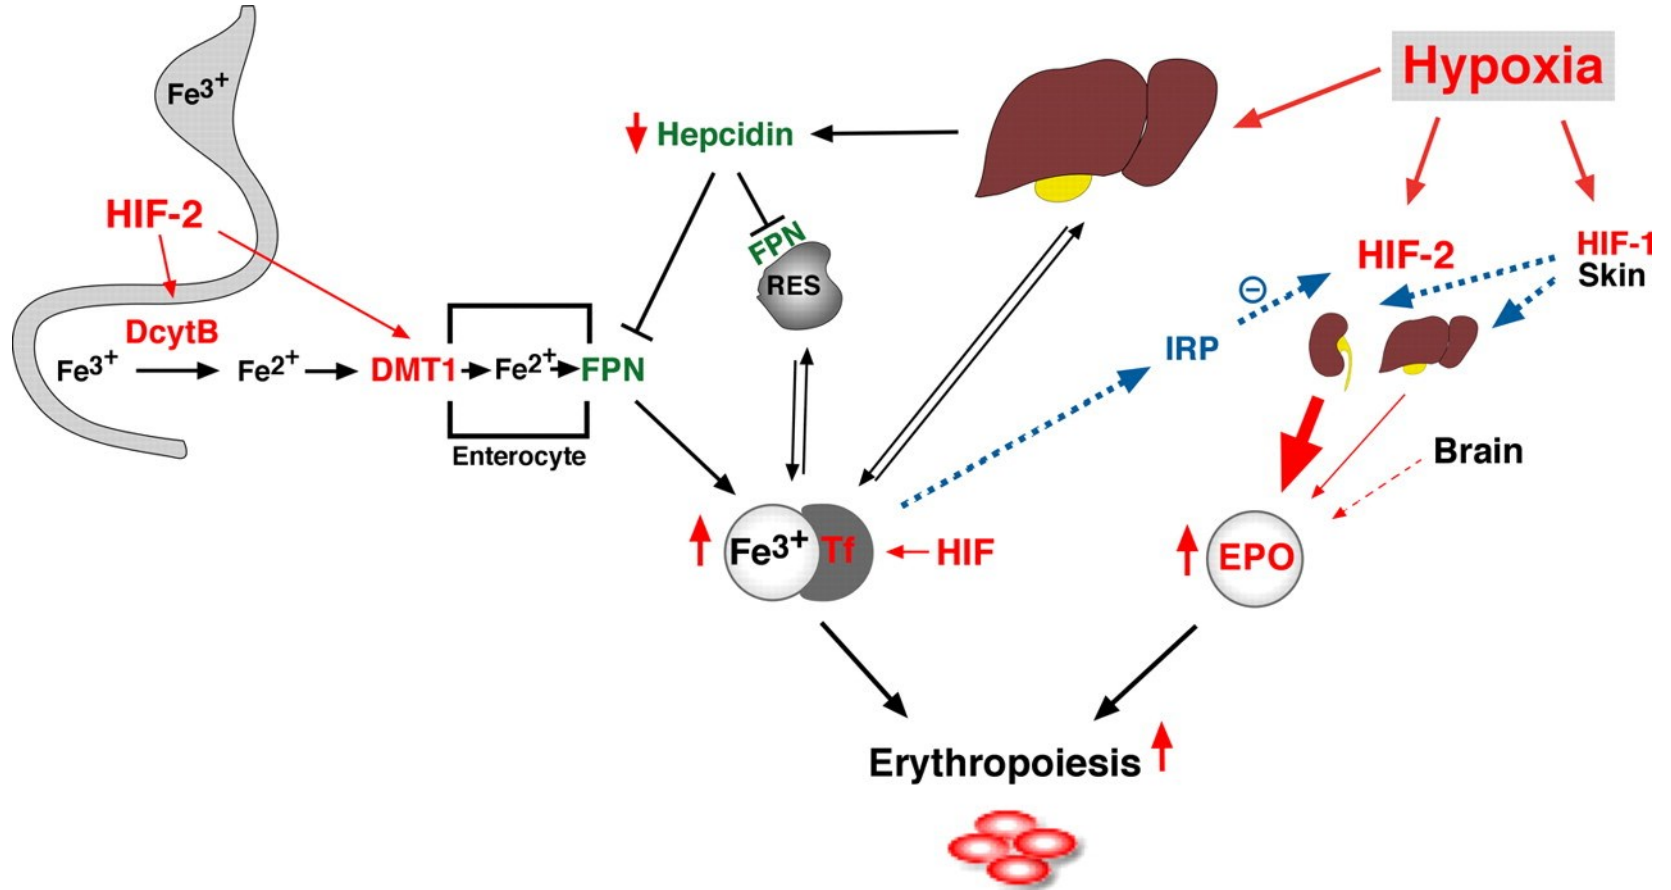 Fe3+
Hypoxia
Hepcidin
HIF-2
FPN
RES
HIF-2
HIF-1
Skin
DcytB
Fe3+
Fe2+
DMT1
Fe2+
FPN
Enterocyte
IRP
Brain
Fe3+
Tf
HIF
EPO
Erythropoiesis